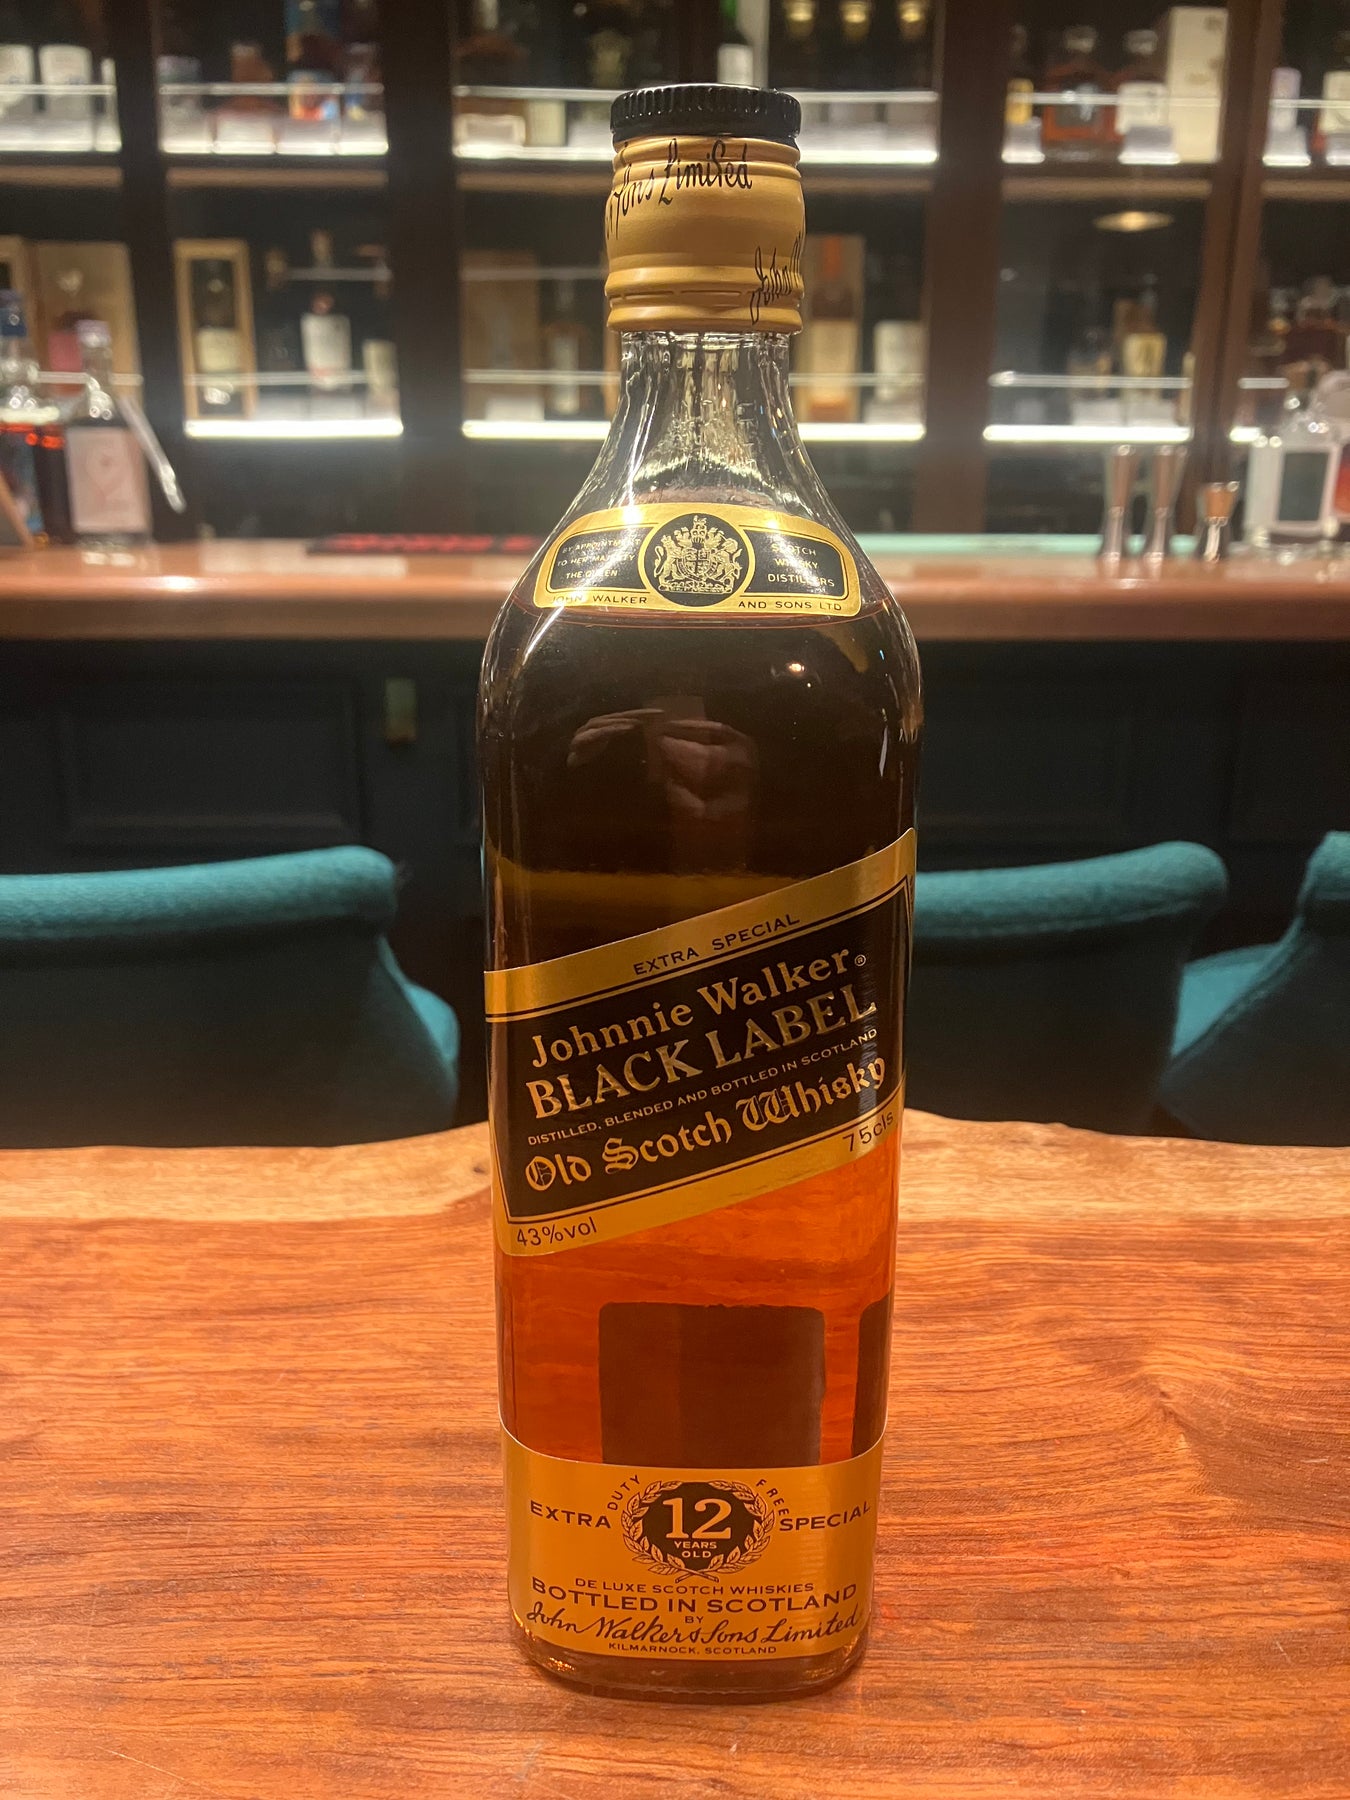 Sons Limited
John
BY APPOINTMENT
TO HER MAJESTY
THE QUEEN
SCOTCH
WHISKY
DISTILLERS
JOHN WALKER AND SONS LTD
EXTRA SPECIAL
Johnnie Walker®
BLACK LABEL
DISTILLED, BLENDED AND BOTTLED IN SCOTLAND
Old Scotch Whisky
75cls
43%vol
DUTY FREE
EXTRA 12 SPECIAL
YEARS
OLD
DE LUXE SCOTCH WHISKIES
BOTTLED IN SCOTLAND
BY
John Walker & Sons Limited
KILMARNOCK, SCOTLAND